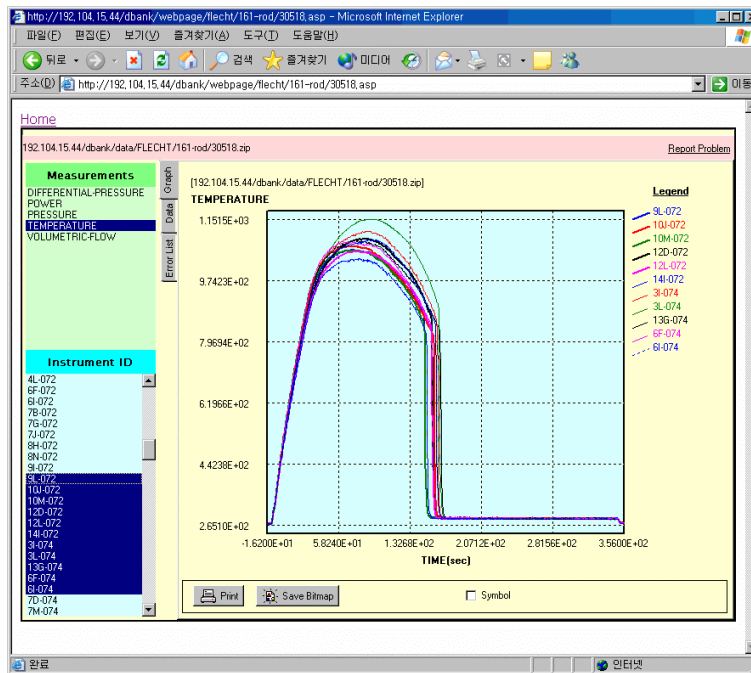 http://192,104,15,44/dbank/webpage/flecht/161-rod/30518,asp - Microsoft Internet Explorer
파일(F) 편집(E) 보기(V) 즐겨찾기(A) 도구(T) 도움말(H)
뒤로 검색 즐겨찾기 미디어
주소(D) http://192,104,15,44/dbank/webpage/flecht/161-rod/30518,asp 이동
Home
192.104.15.44/dbank/data/FLECHT/161-rod/30518.zip Report Problem
Measurements
DIFFERENTIAL-PRESSURE
POWER
PRESSURE
TEMPERATURE
VOLUMETRIC-FLOW
Instrument ID
4L-072
6F-072
6I-072
7B-072
7G-072
7J-072
8H-072
8N-072
9I-072
9L-072
10J-072
10M-072
12D-072
12L-072
14I-072
3I-074
3L-074
13G-074
6F-074
6I-074
7D-074
7M-074
Graph
Data
Error List
[192.104.15.44/dbank/data/FLECHT/161-rod/30518.zip]
TEMPERATURE
1.1515E+03
9.7423E+02
7.9694E+02
6.1966E+02
4.4238E+02
2.6510E+02
-1.6200E+01 5.8240E+01 1.3268E+02 2.0712E+02 2.8156E+02 3.5600E+02
TIME(sec)
Legend
9L-072
10J-072
10M-072
12D-072
12L-072
14I-072
3I-074
3L-074
13G-074
6F-074
6I-074
Print Save Bitmap Symbol
완료 인터넷